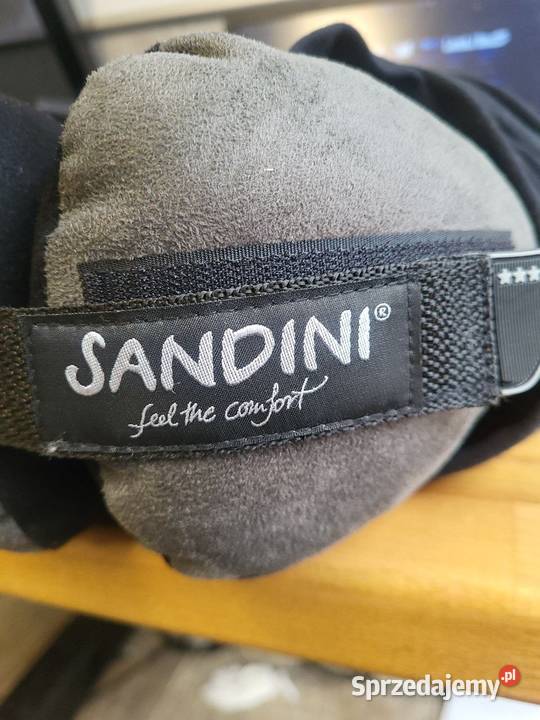 SANDINI®
feel the comfort
Sprzedajemy.pl